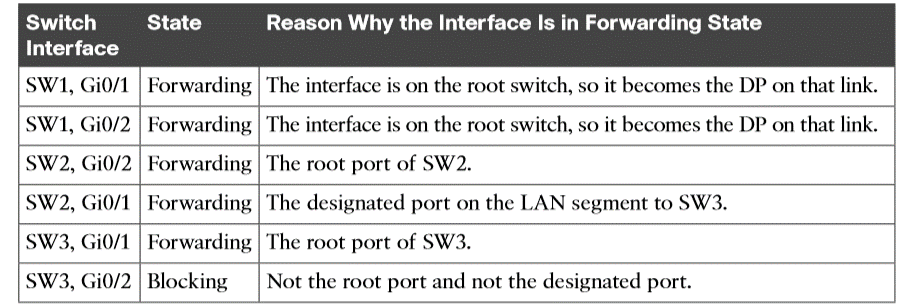 Switch Interface State Reason Why the Interface Is in Forwarding State
SW1, Gi0/1 Forwarding The interface is on the root switch, so it becomes the DP on that link.
SW1, Gi0/2 Forwarding The interface is on the root switch, so it becomes the DP on that link.
SW2, Gi0/2 Forwarding The root port of SW2.
SW2, Gi0/1 Forwarding The designated port on the LAN segment to SW3.
SW3, Gi0/1 Forwarding The root port of SW3.
SW3, Gi0/2 Blocking Not the root port and not the designated port.